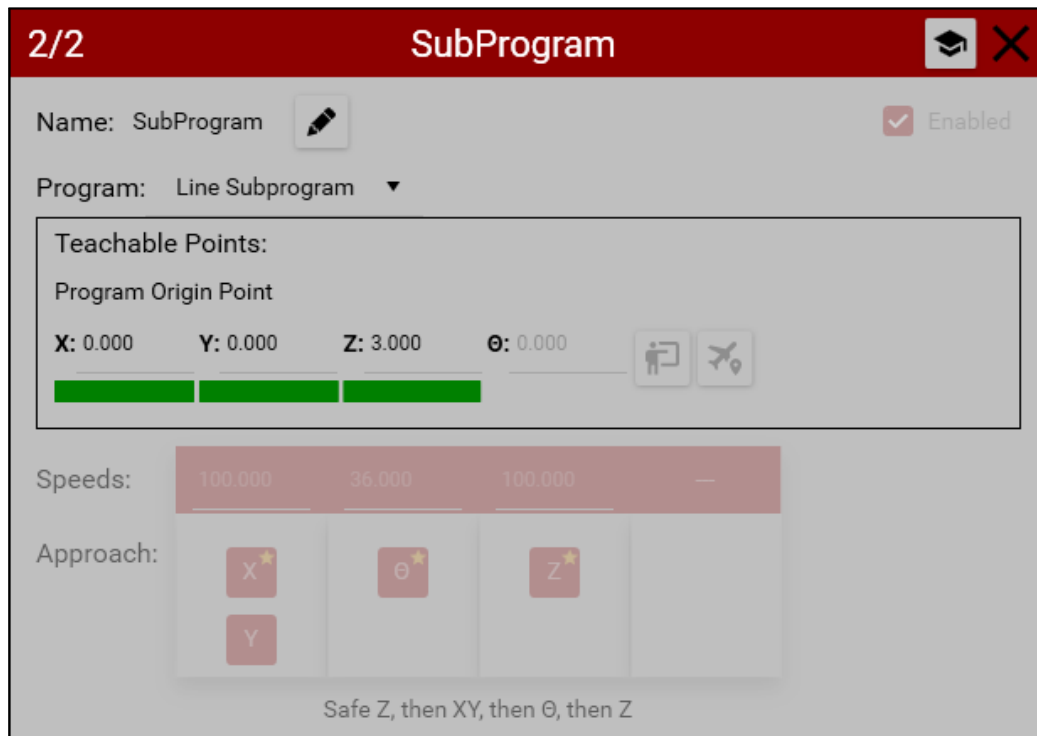 2/2 SubProgram
Name: SubProgram Enabled
Program: Line Subprogram
Teachable Points:
Program Origin Point
X: 0.000 Y: 0.000 Z: 3.000 Θ: 0.000
Speeds: 100.000 36.000 100.000 —
Approach: X Θ Z
Y
Safe Z, then XY, then Θ, then Z